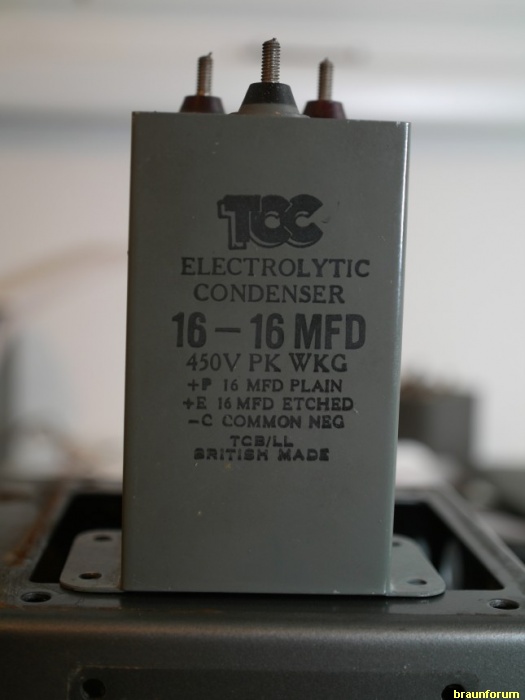 TCC
ELECTROLYTIC
CONDENSER
16 – 16 MFD
450V PK WKG
+P 16 MFD PLAIN
+E 16 MFD ETCHED
-C COMMON NEG
TCB/LL
BRITISH MADE
braunforum